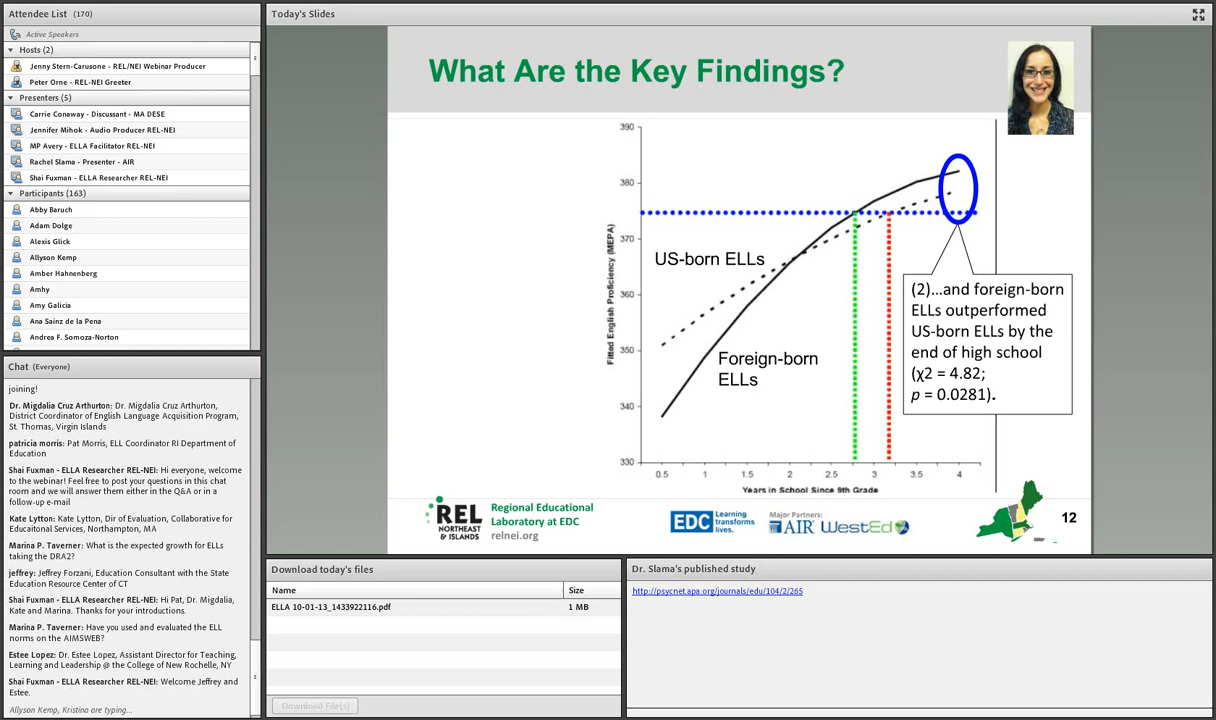 Attendee List (170)
Active Speakers
Hosts (2)
Jenny Stern-Carusone - REL/NEI Webinar Producer
Peter Orne - REL-NEI Greeter
Presenters (5)
Carrie Conaway - Discussant - MA DESE
Jennifer Mihok - Audio Producer REL-NEI
MP Avery - ELLA Facilitator REL-NEI
Rachel Slama - Presenter - AIR
Shai Fuxman - ELLA Researcher REL-NEI
Participants (163)
Abby Baruch
Adam Dolge
Alexis Glick
Allyson Kemp
Amber Hahnenberg
Amhy
Amy Galicia
Ana Sainz de la Pena
Andrea F. Somoza-Norton
Chat (Everyone)
joining!
Dr. Migdalia Cruz Arthurton: Dr. Migdalia Cruz Arthurton,
District Coordinator of English Language Acquisition Program,
St. Thomas, Virgin Islands
patricia morris: Pat Morris, ELL Coordinator RI Department of
Education
Shai Fuxman - ELLA Researcher REL-NEI: Hi everyone, welcome
to the webinar! Feel free to post your questions in this chat
room and we will answer them either in the Q&A or in a
follow-up e-mail
Kate Lytton: Kate Lytton, Dir of Evaluation, Collaborative for
Educaitonal Services, Northampton, MA
Marina P. Taverner: What is the expected growth for ELLs
taking the DRA2?
jeffrey: Jeffrey Forzani, Education Consultant with the State
Education Resource Center of CT
Shai Fuxman - ELLA Researcher REL-NEI: Hi Pat, Dr. Migdalia,
Kate and Marina. Thanks for your introductions.
Marina P. Taverner: Have you used and evaluated the ELL
norms on the AIMSWEB?
Estee Lopez: Dr. Estee Lopez, Assistant Director for Teaching,
Learning and Leadership @ the College of New Rochelle, NY
Shai Fuxman - ELLA Researcher REL-NEI: Welcome Jeffrey and
Estee.
Allyson Kemp, Kristina are typing...
Today's Slides
What Are the Key Findings?
390
380
370
360
350
340
330
Fitted English Proficiency (MEPA)
US-born ELLs
Foreign-born
ELLs
0.5 1 1.5 2 2.5 3 3.5 4
Years in School Since 9th Grade
(2)...and foreign-born
ELLs outperformed
US-born ELLs by the
end of high school
(χ2 = 4.82;
p = 0.0281).
REL
NORTHEAST
& ISLANDS
Regional Educational
Laboratory at EDC
relnei.org
EDC Learning
transforms
lives.
Major Partners:
AIR WestEd
12
Download today's files
Name Size
ELLA 10-01-13_1433922116.pdf 1 MB
Download File(s)
Dr. Slama's published study
http://psycnet.apa.org/journals/edu/104/2/265